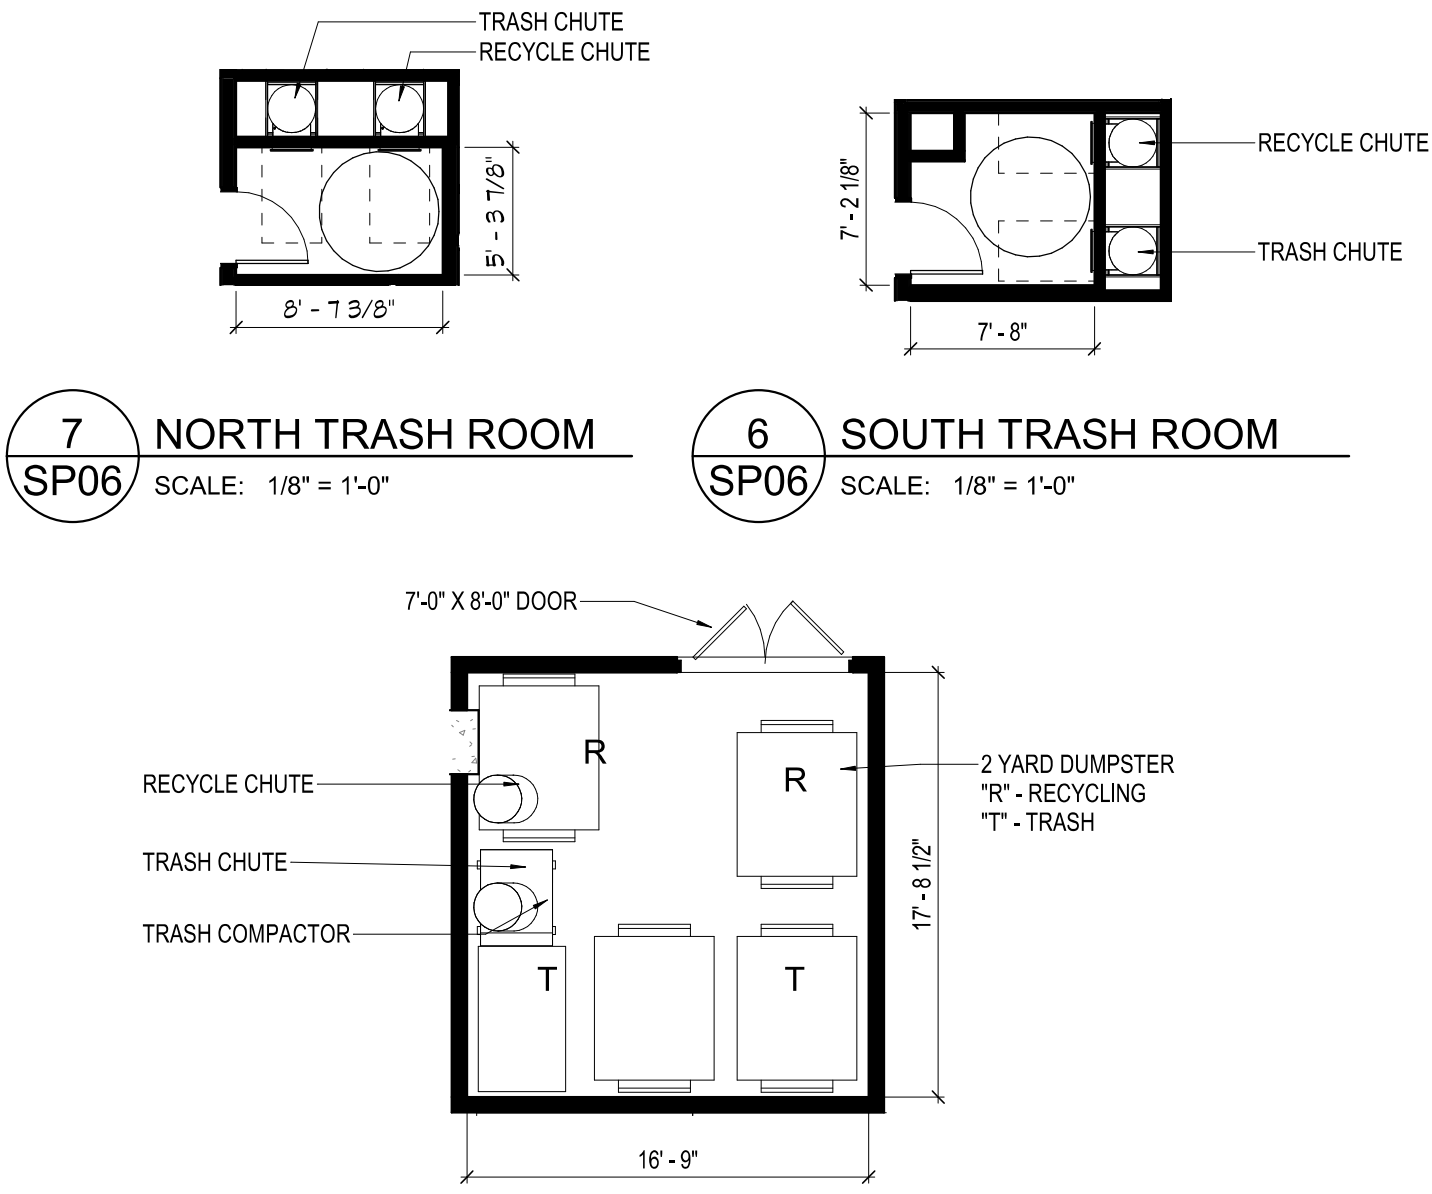 TRASH CHUTE
RECYCLE CHUTE
5' - 3 7/8"
8' - 7 3/8"
7
SP06
NORTH TRASH ROOM
SCALE: 1/8" = 1'-0"
RECYCLE CHUTE
TRASH CHUTE
7' - 2 1/8"
7' - 8"
6
SP06
SOUTH TRASH ROOM
SCALE: 1/8" = 1'-0"
7'-0" X 8'-0" DOOR
R
R
RECYCLE CHUTE
TRASH CHUTE
TRASH COMPACTOR
T
T
2 YARD DUMPSTER
"R" - RECYCLING
"T" - TRASH
17' - 8 1/2"
16' - 9"